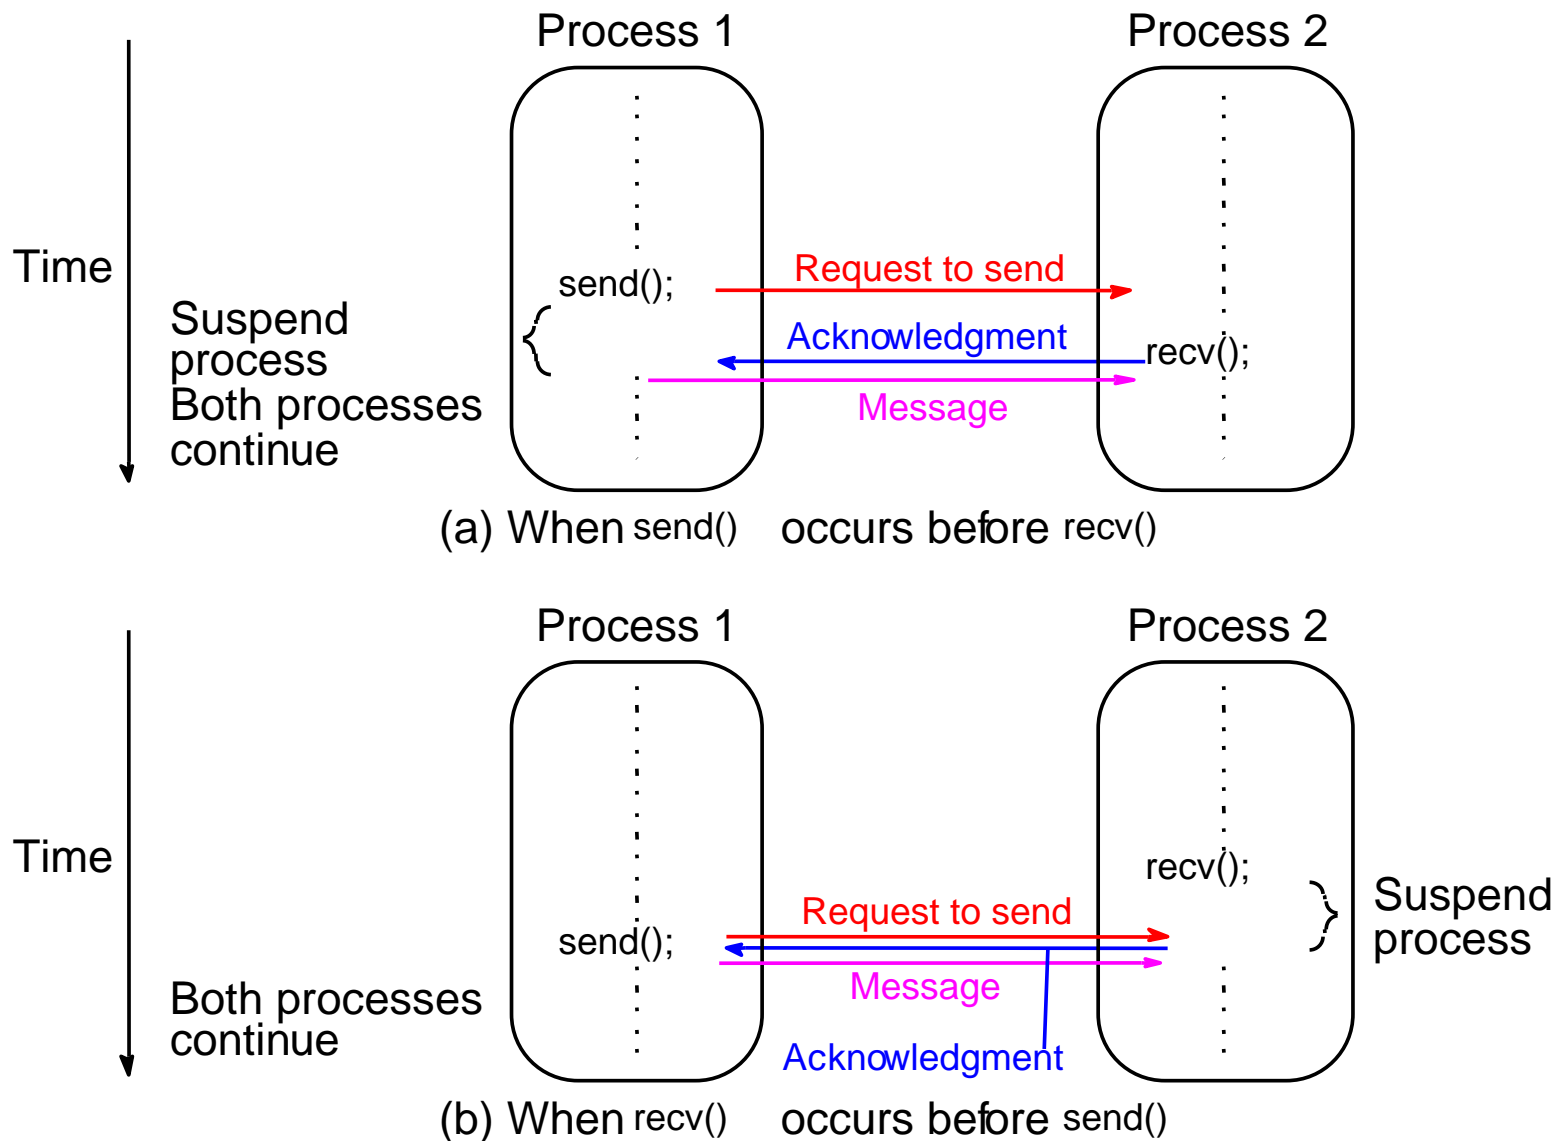 Process 1
Process 2
Time
send();
Request to send
Suspend
process
Acknowledgment
recv();
Both processes
continue
Message
(a) When send() occurs before recv()
Process 1
Process 2
Time
recv();
send();
Request to send
Suspend
process
Message
Both processes
continue
Acknowledgment
(b) When recv() occurs before send()